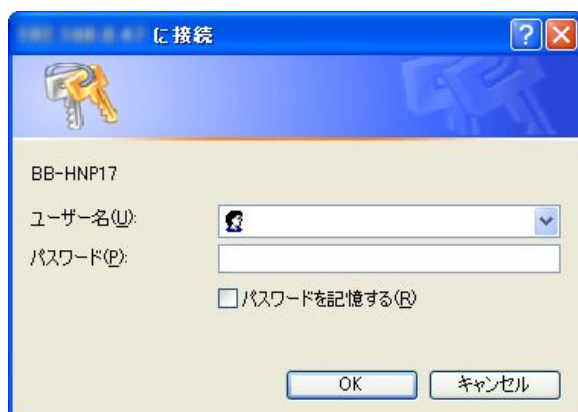 に接続
BB-HNP17
ユーザー名(U):
パスワード(P):
パスワードを記憶する(R)
OK
キャンセル